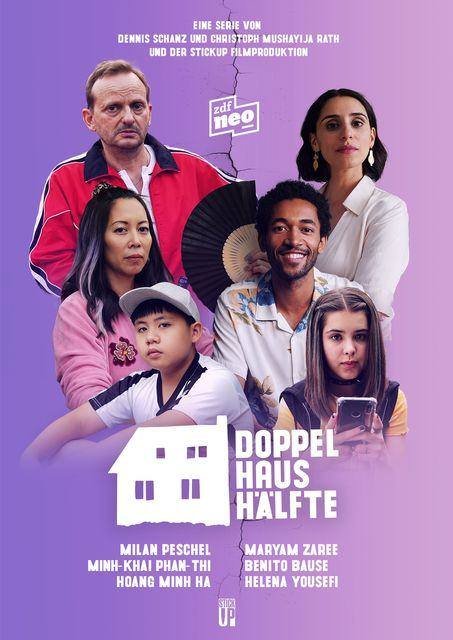 EINE SERIE VON
DENNIS SCHANZ UND CHRISTOPH MUSHAYIJA RATH
UND DER STICKUP FILMPRODUKTION
zdf
neo
DOPPEL
HAUS
HÄLFTE
MILAN PESCHEL
MINH-KHAI PHAN-THI
HOANG MINH HA
MARYAM ZAREE
BENITO BAUSE
HELENA YOUSEFI
STICK
UP